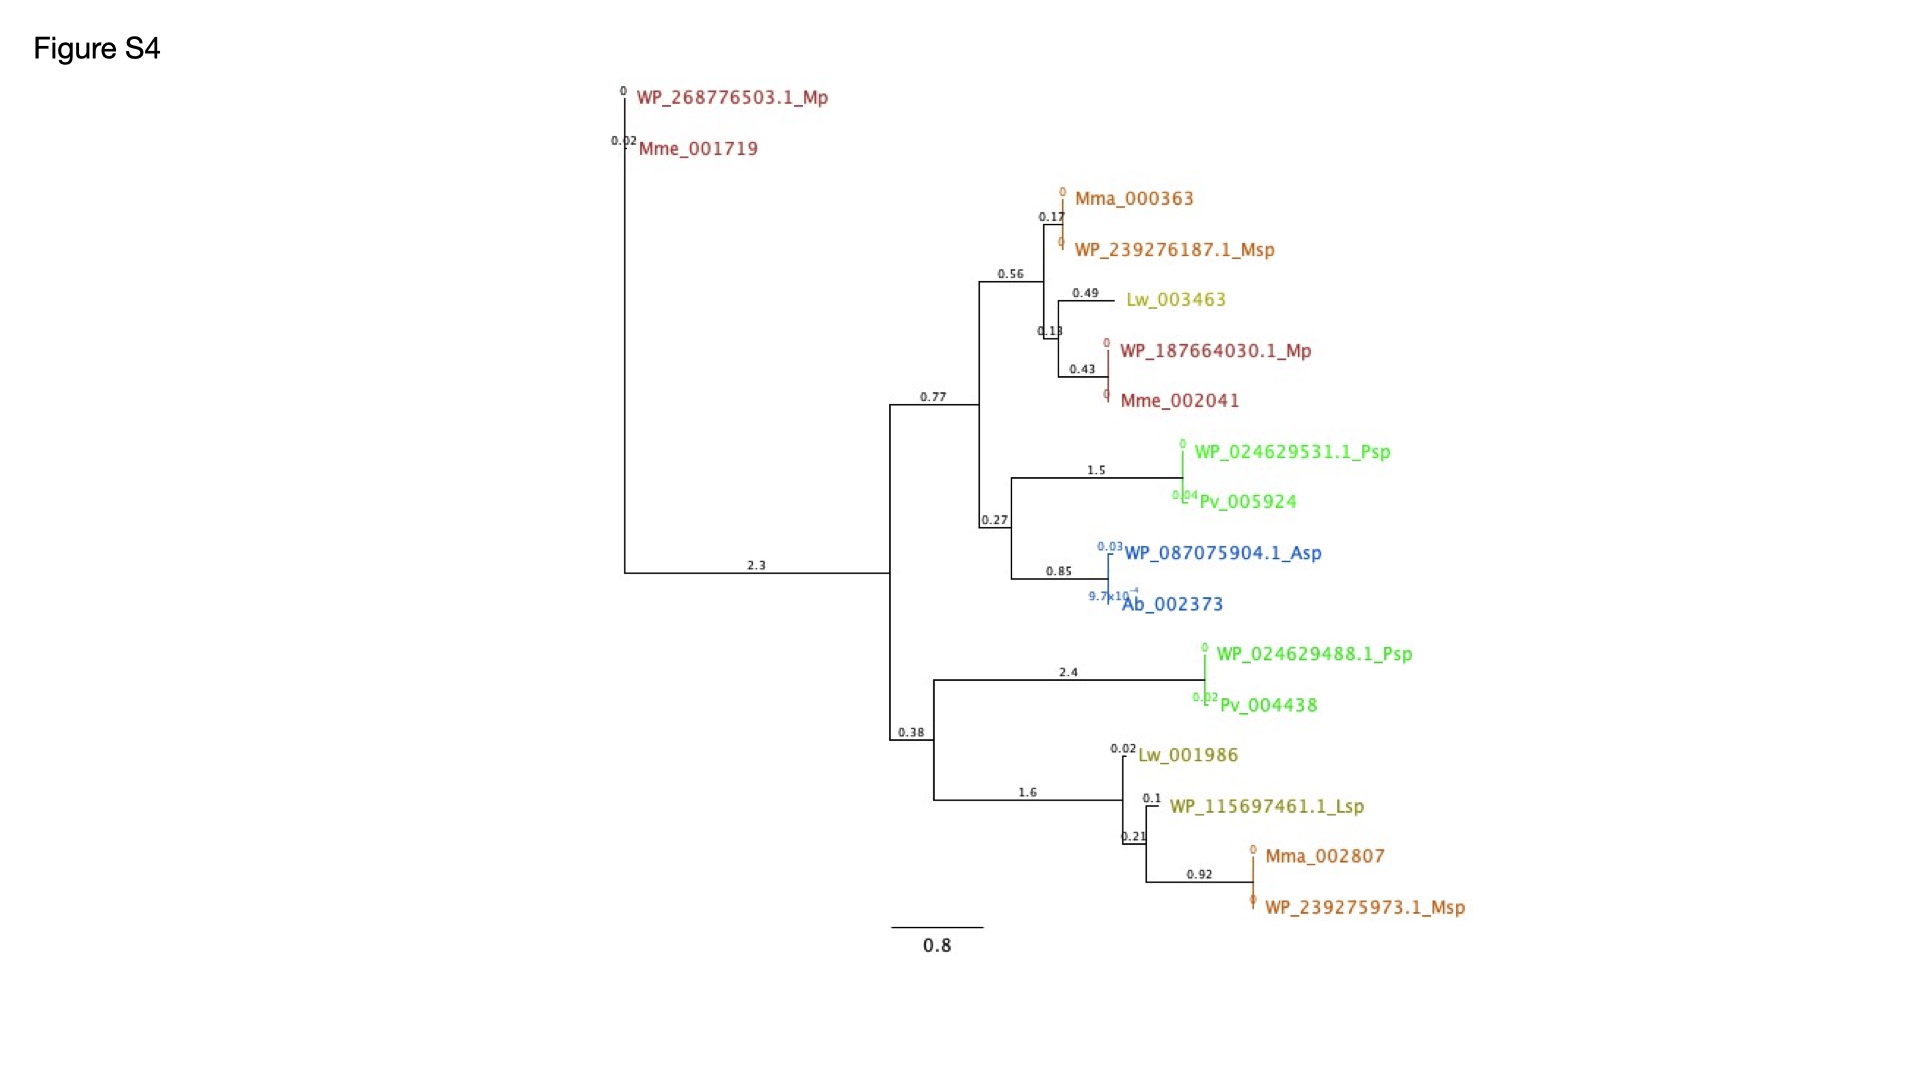 Figure S4
0
WP_268776503.1_Mp
0.02
Mme_001719
0
Mma_000363
0.17
0
WP_239276187.1_Msp
0.56
0.49
Lw_003463
0.13
0
WP_187664030.1_Mp
0.43
0
Mme_002041
0.77
0
WP_024629531.1_Psp
1.5
0.04
Pv_005924
0.27
0.03
WP_087075904.1_Asp
2.3
0.85
9.7x10⁻⁴
Ab_002373
0
WP_024629488.1_Psp
2.4
0.02
Pv_004438
0.38
0.02
Lw_001986
1.6
0.1
WP_115697461.1_Lsp
0.21
0
Mma_002807
0.92
0
WP_239275973.1_Msp
0.8